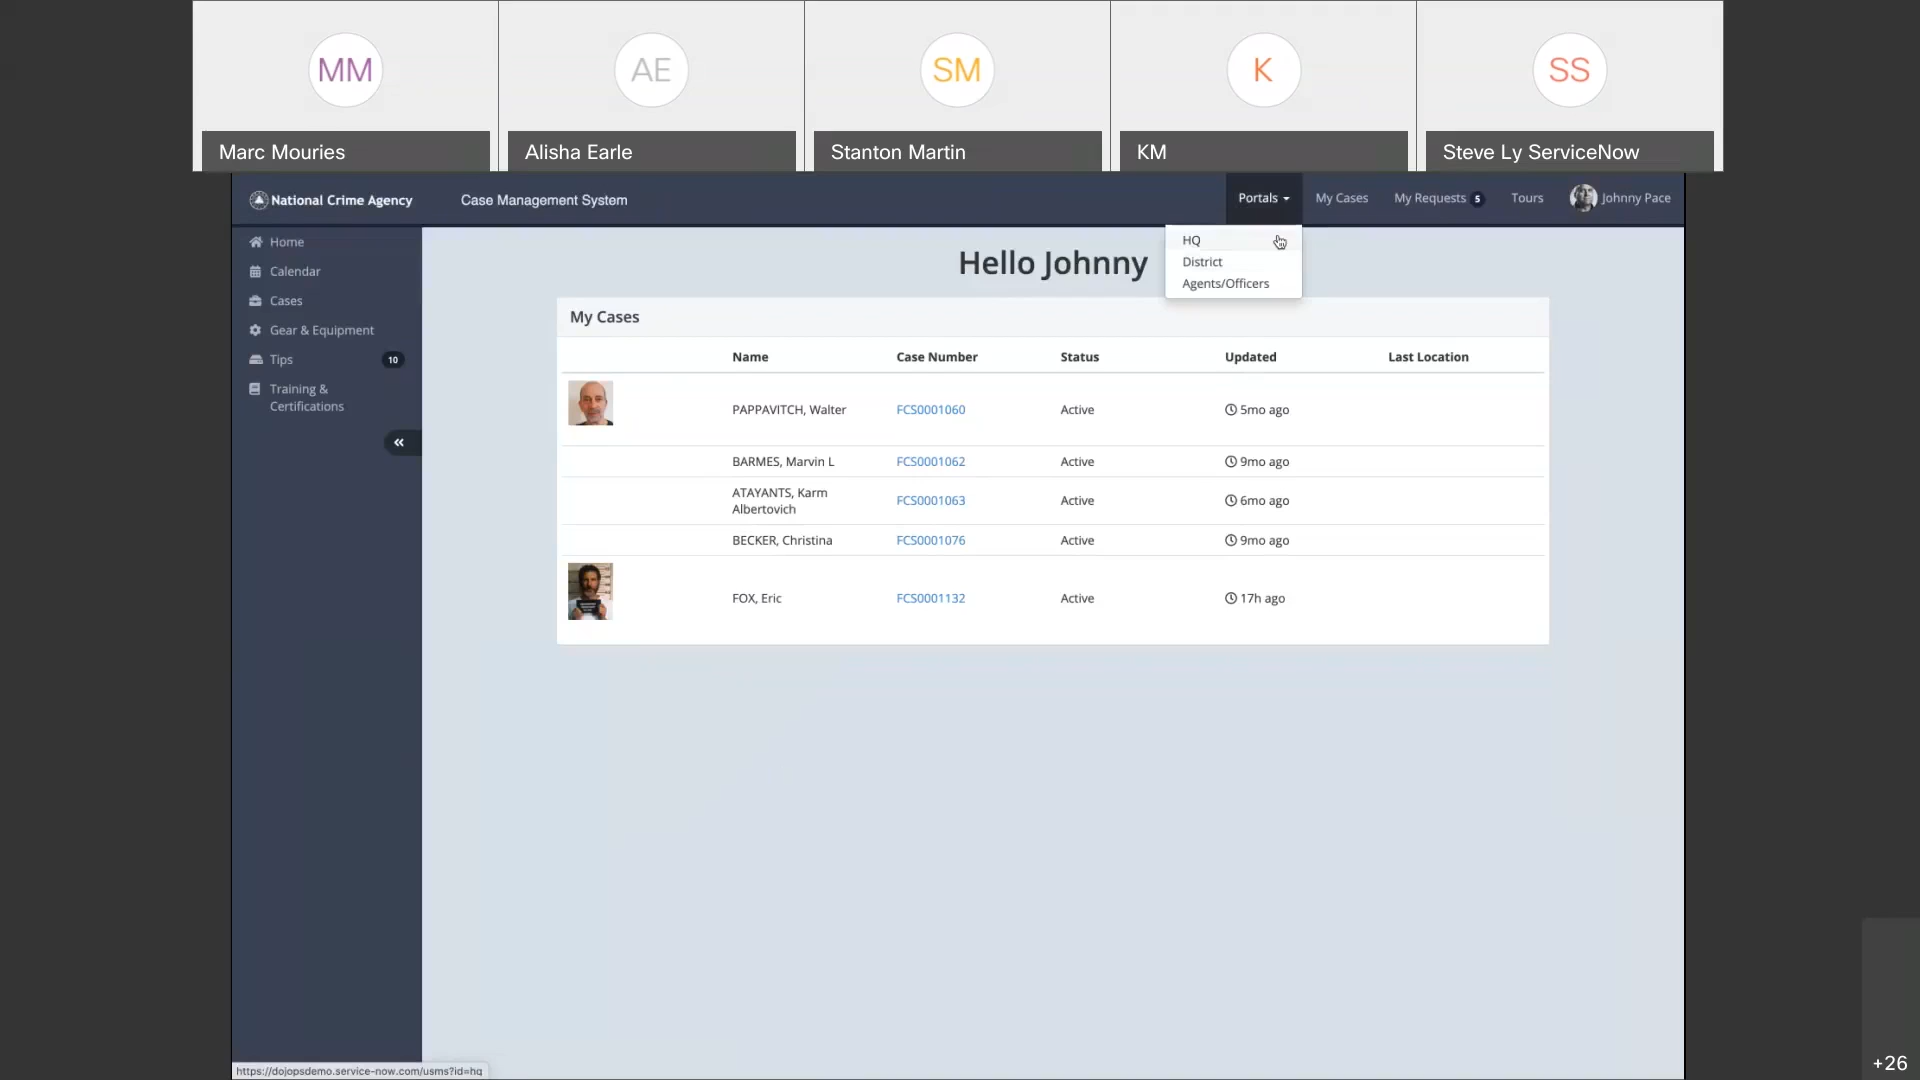 MM
AE
SM
K
SS
Marc Mouries
Alisha Earle
Stanton Martin
KM
Steve Ly ServiceNow
National Crime Agency
Case Management System
Portals
My Cases
My Requests 5
Tours
Johnny Pace
HQ
District
Agents/Officers
Home
Calendar
Cases
Gear & Equipment
Tips 10
Training &
Certifications
«
Hello Johnny
My Cases
Name Case Number Status Updated Last Location
PAPPAVITCH, Walter FCS0001060 Active 5mo ago
BARMES, Marvin L FCS0001062 Active 9mo ago
ATAYANTS, Karm
Albertovich FCS0001063 Active 6mo ago
BECKER, Christina FCS0001076 Active 9mo ago
FOX, Eric FCS0001132 Active 17h ago
https://dojopsdemo.service-now.com/usms?id=hq
+26